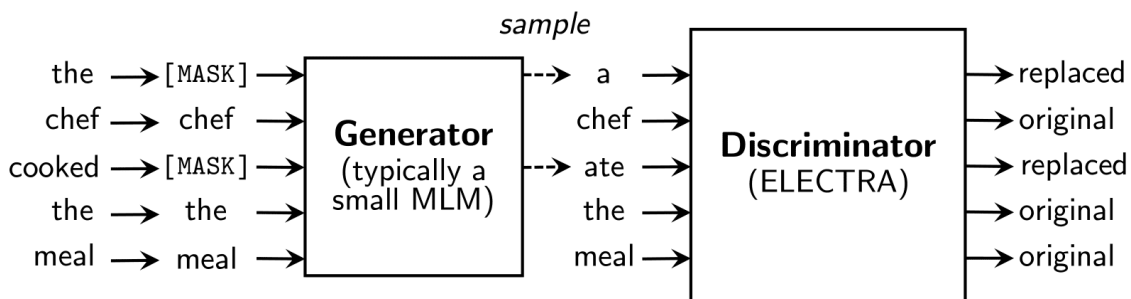 sample
the [MASK] a replaced
chef chef chef original
cooked [MASK] ate replaced
the the the original
meal meal meal original
Generator
(typically a
small MLM)
Discriminator
(ELECTRA)